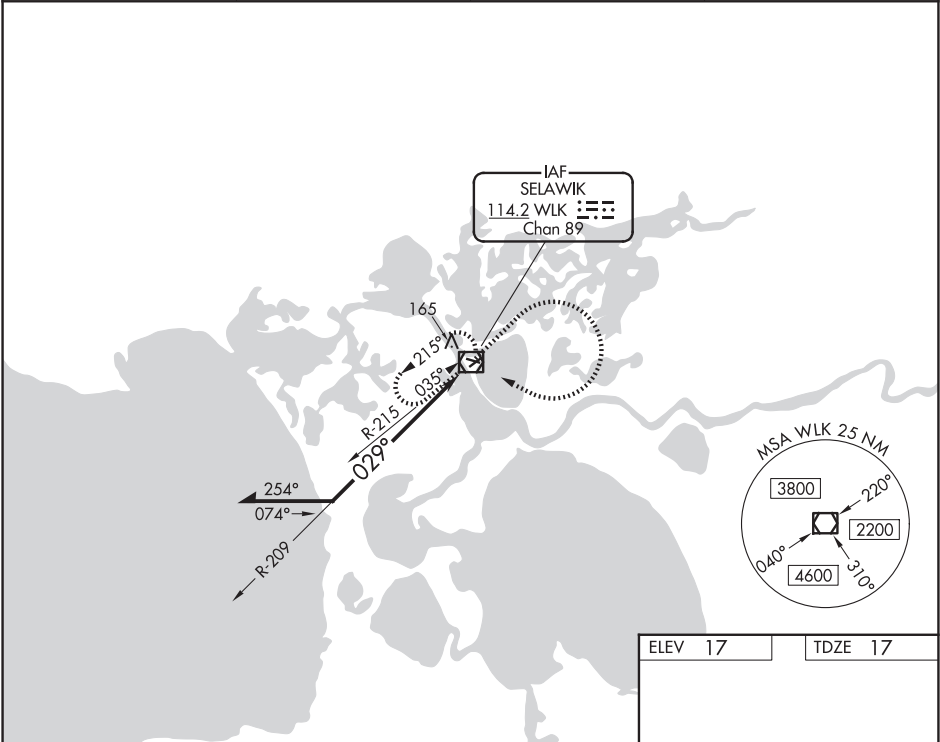 IAF
SELAWIK
114.2 WLK
Chan 89
165
215°
035°
R-215
029°
254°
074°
R-209
MSA WLK 25 NM
3800
220°
2200
040°
4600
310°
ELEV 17
TDZE 17